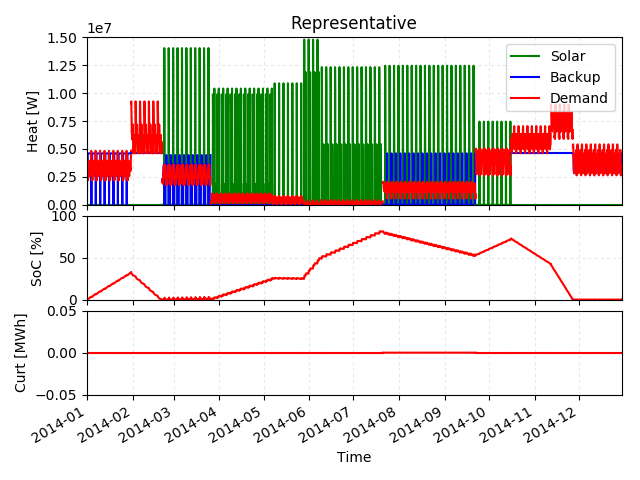 Representative
1e7
1.50
1.25
1.00
0.75
0.50
0.25
0.00
Heat [W]
Solar
Backup
Demand
100
50
0
SoC [%]
0.05
0.00
−0.05
Curt [MWh]
2014-01
2014-02
2014-03
2014-04
2014-05
2014-06
2014-07
2014-08
2014-09
2014-10
2014-11
2014-12
Time